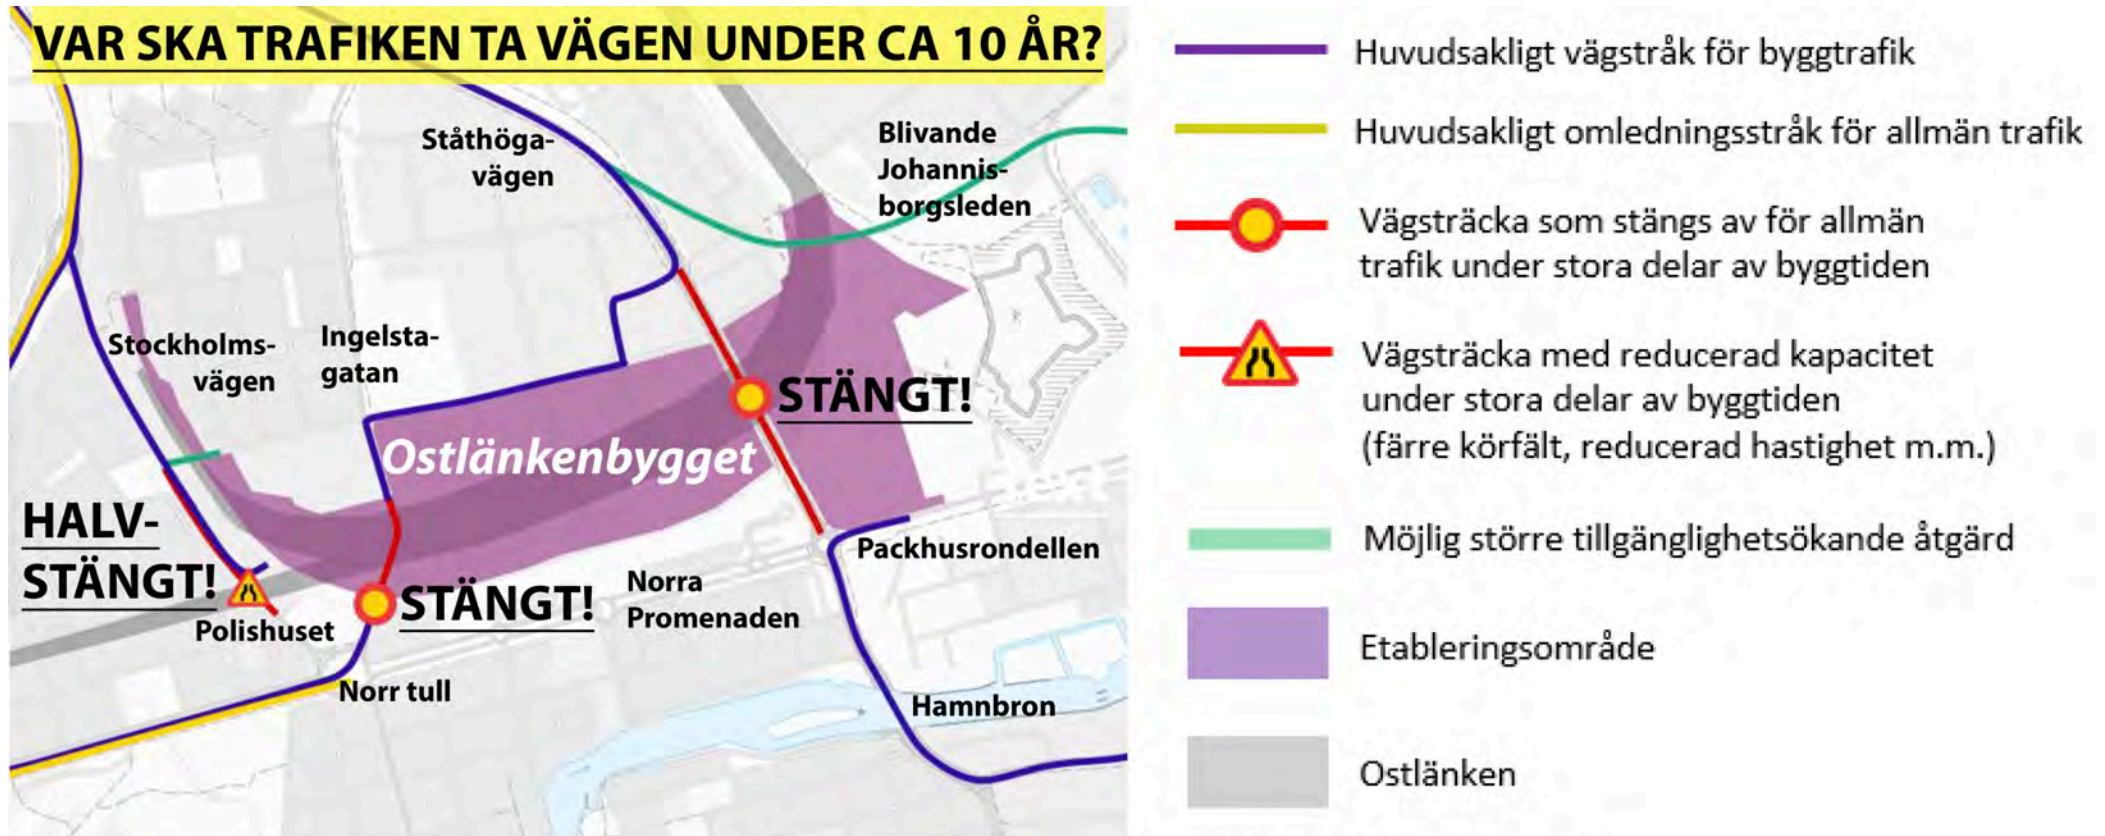 VAR SKA TRAFIKEN TA VÄGEN UNDER CA 10 ÅR?
Ståthöga-
vägen
Blivande
Johannis-
borgsleden
Stockholms-
vägen
Ingelsta-
gatan
STÄNGT!
Ostlänkenbygget
HALV-
STÄNGT!
STÄNGT!
Packhusrondellen
Norra
Promenaden
Polishuset
Norr tull
Hamnbron
Huvudsakligt vägstråk för byggtrafik
Huvudsakligt omledningsstråk för allmän trafik
Vägsträcka som stängs av för allmän
trafik under stora delar av byggtiden
Vägsträcka med reducerad kapacitet
under stora delar av byggtiden
(färre körfält, reducerad hastighet m.m.)
Möjlig större tillgänglighetsökande åtgärd
Etableringsområde
Ostlänken